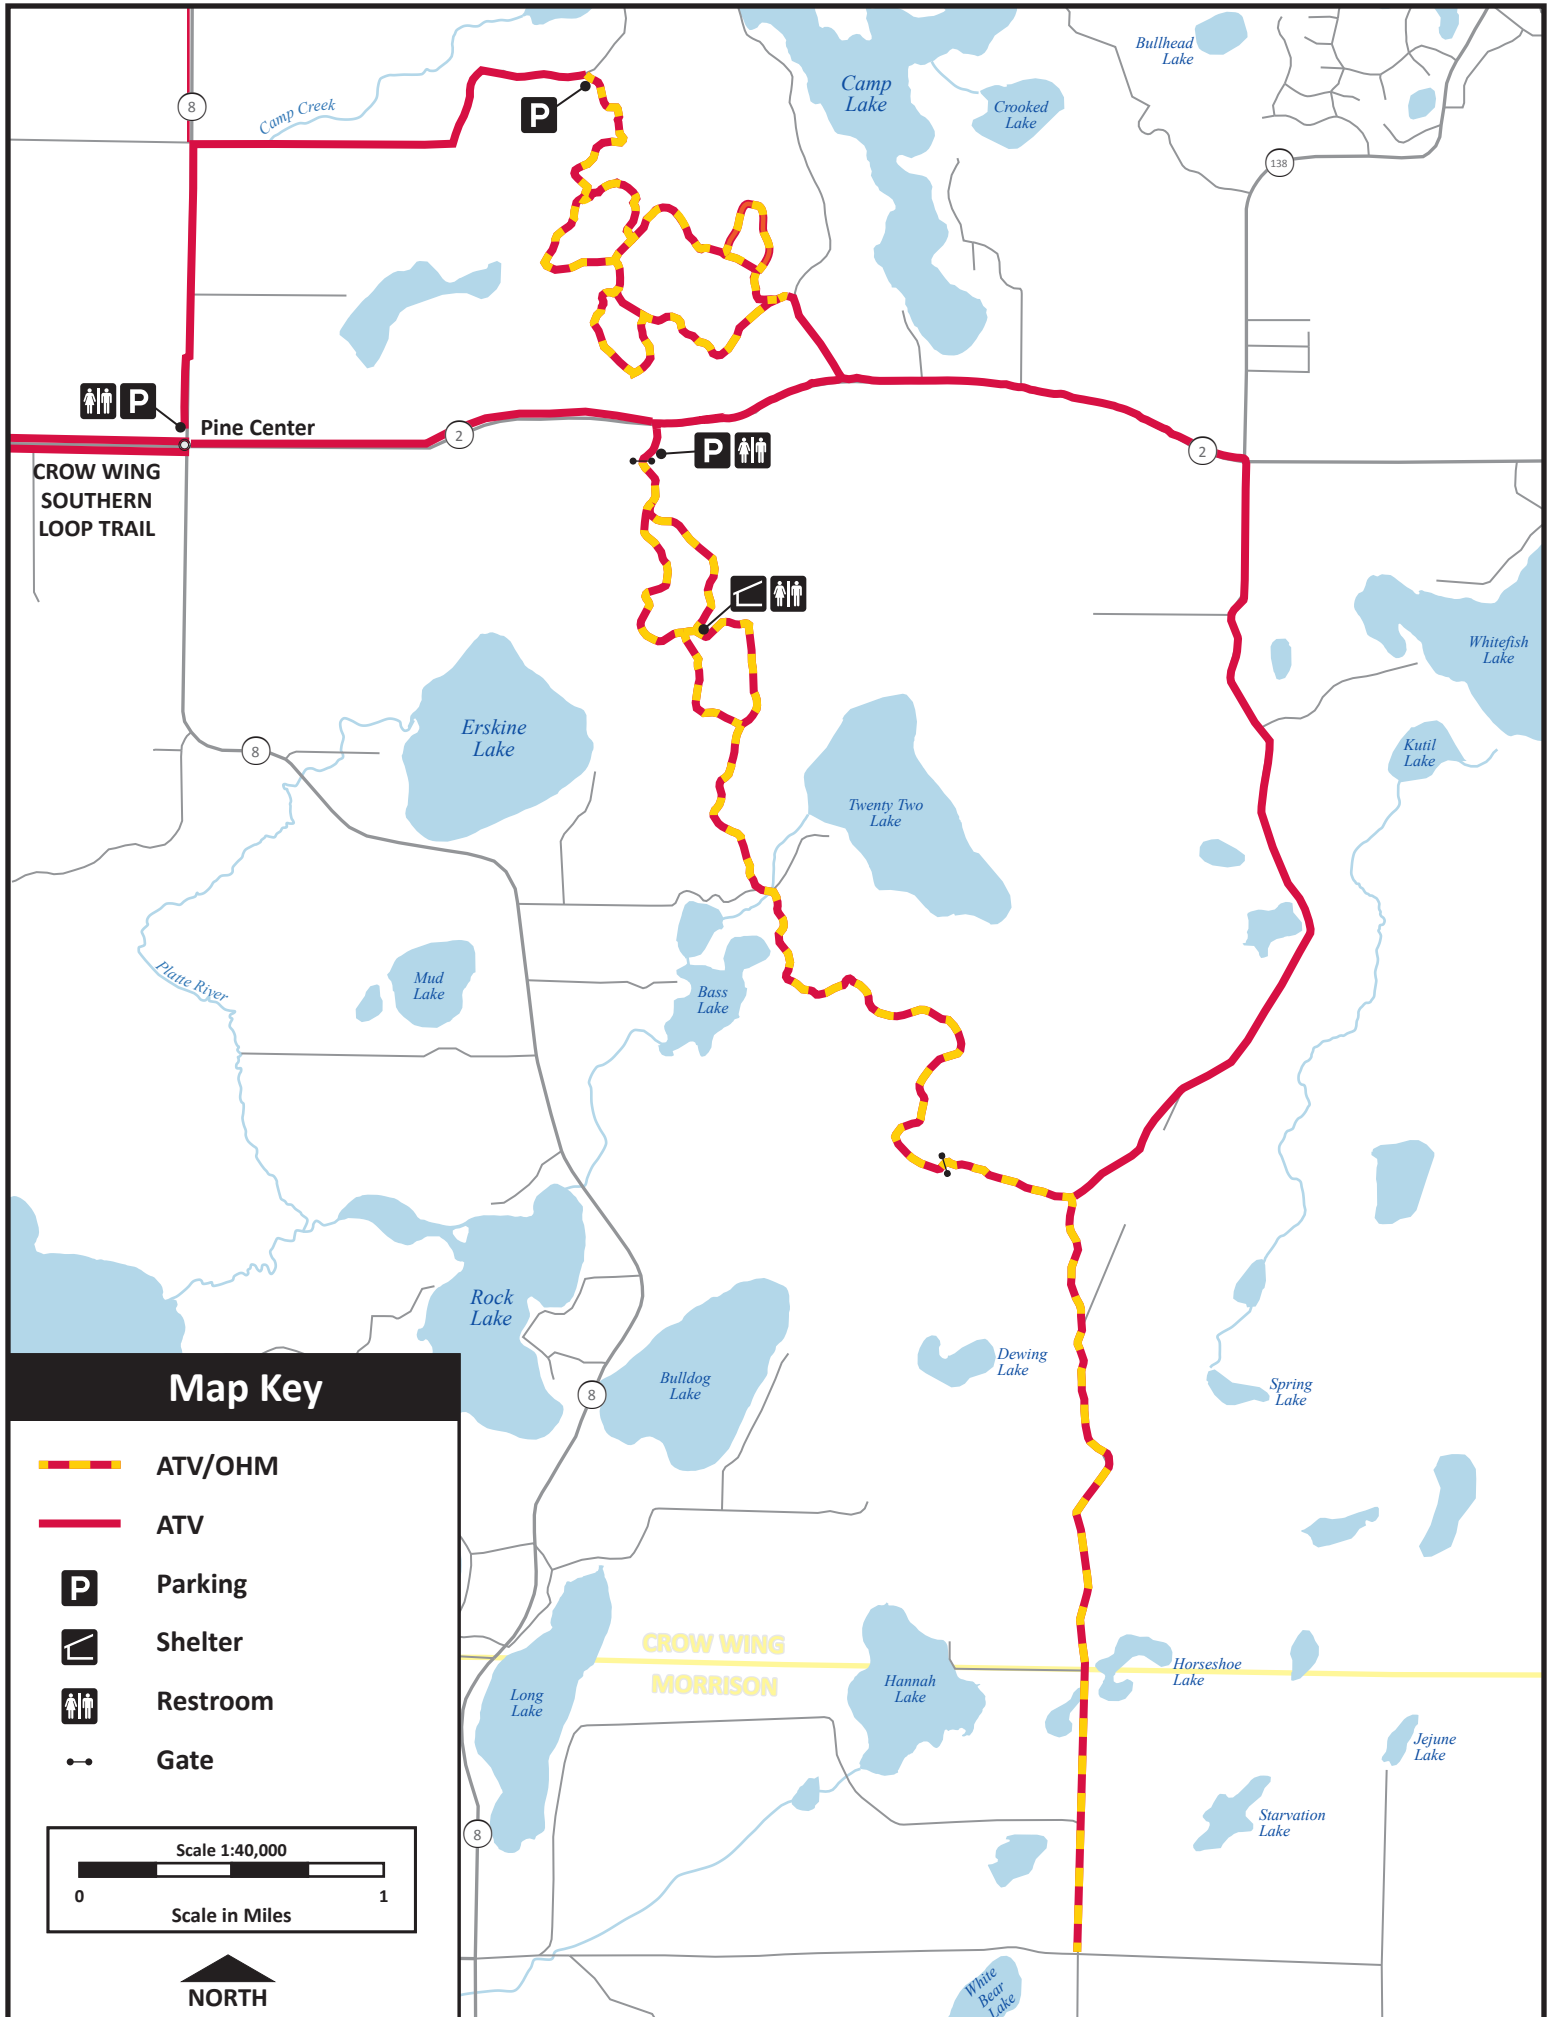 Bullhead
Lake
8
Camp Creek
P
Camp
Lake
Crooked
Lake
138
P
Pine Center
2
2
P
CROW WING
SOUTHERN
LOOP TRAIL
Whitefish
Lake
Erskine
Lake
Kutil
Lake
8
Twenty Two
Lake
Platte River
Mud
Lake
Bass
Lake
Rock
Lake
Dewing
Lake
Bulldog
Lake
Spring
Lake
8
Map Key
ATV/OHM
ATV
P
Parking
Shelter
Restroom
Gate
CROW WING
MORRISON
Long
Lake
Hannah
Lake
Horseshoe
Lake
Jejune
Lake
Starvation
Lake
8
Scale 1:40,000
0
1
Scale in Miles
NORTH
White
Bear
Lake